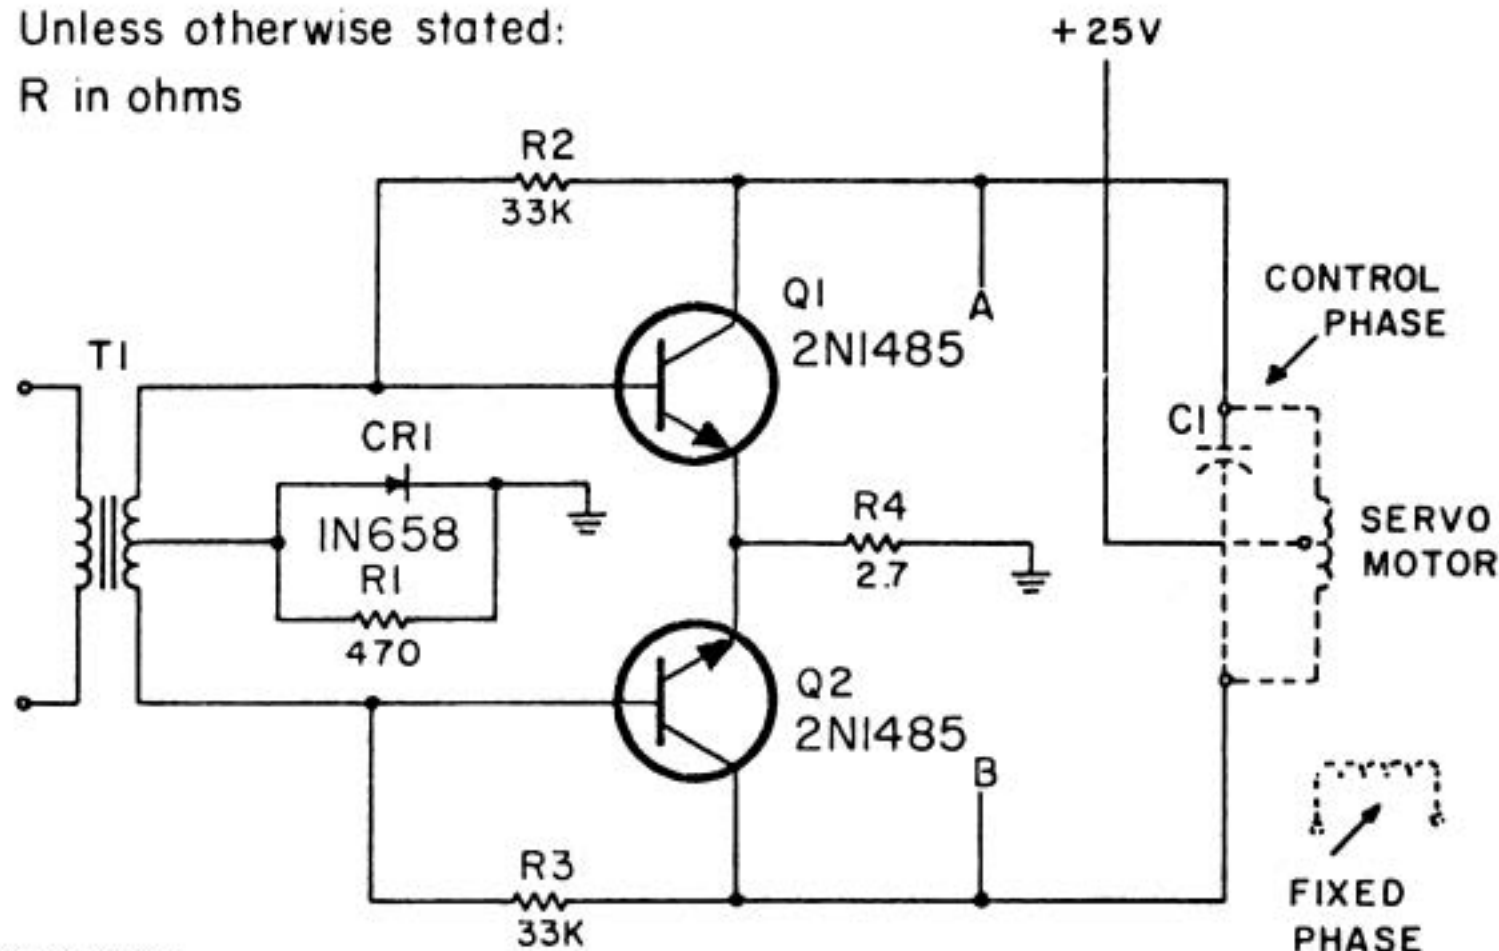 Unless otherwise stated:
R in ohms
+25V
R2
33K
Q1
2N1485
A
CONTROL
PHASE
T1
C1
CR1
1N658
R1
470
R4
2.7
SERVO
MOTOR
Q2
2N1485
B
R3
33K
FIXED
PHASE